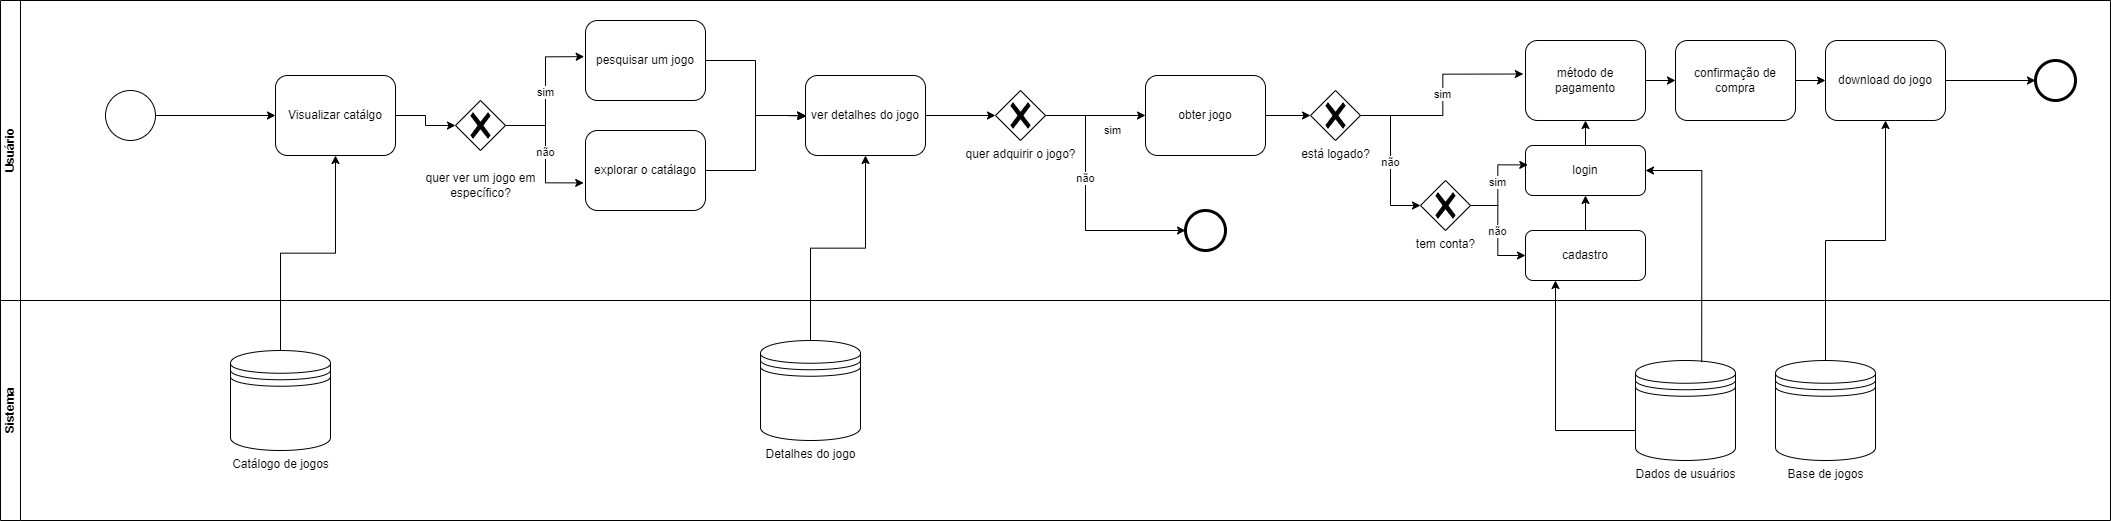 Usuário
Visualizar catálgo
quer ver um jogo em
específico?
sim
não
pesquisar um jogo
explorar o catálago
ver detalhes do jogo
quer adquirir o jogo?
sim
não
obter jogo
está logado?
sim
não
tem conta?
sim
não
método de
pagamento
login
cadastro
confirmação de
compra
download do jogo
Sistema
Catálogo de jogos
Detalhes do jogo
Dados de usuários
Base de jogos